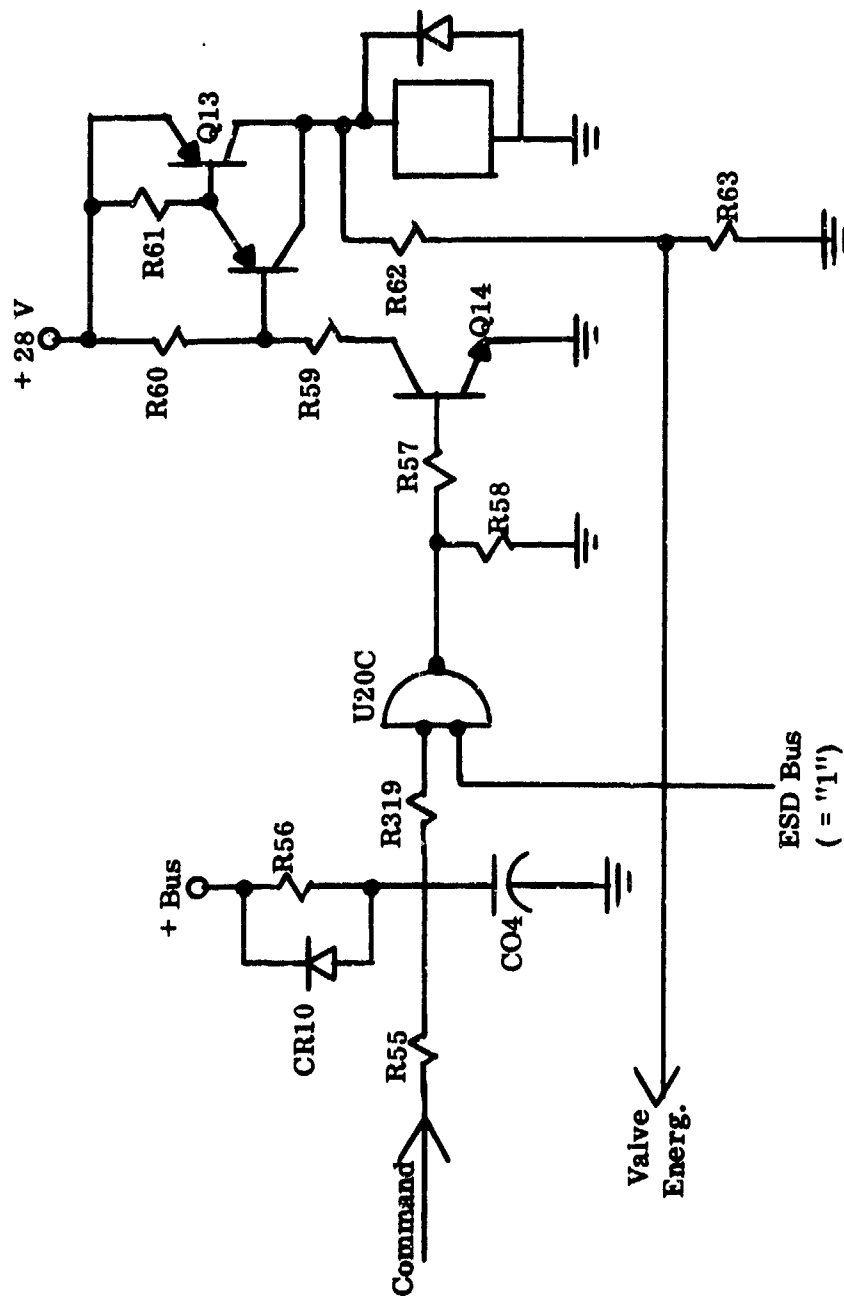 + 28 V
Q13
R61
R60
R59
R62
R63
Q14
R57
R58
U20C
R319
ESD Bus
( = "1")
+ Bus
R56
CR10
CO4
R55
Command
Valve
Energ.